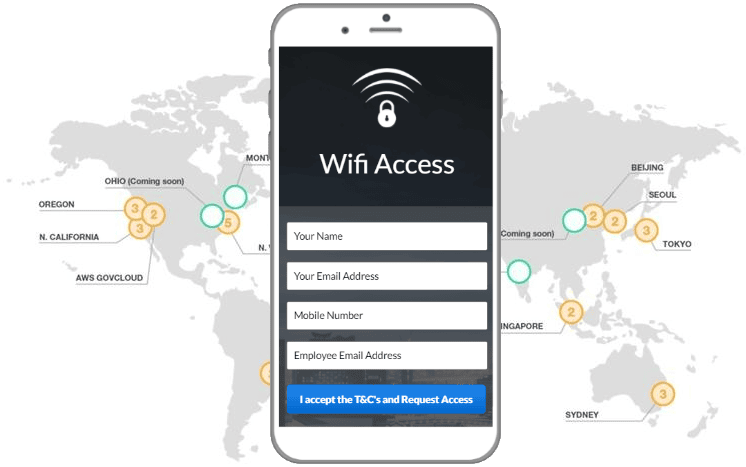 Wifi Access
Your Name
Your Email Address
Mobile Number
Employee Email Address
I accept the T&C's and Request Access
MONT
OHIO (Coming soon)
OREGON
3
2
3
5
N. CALIFORNIA
N.
AWS GOVCLOUD
BEIJING
SEOUL
2
2
3
Coming soon)
TOKYO
INGAPORE
2
3
SYDNEY